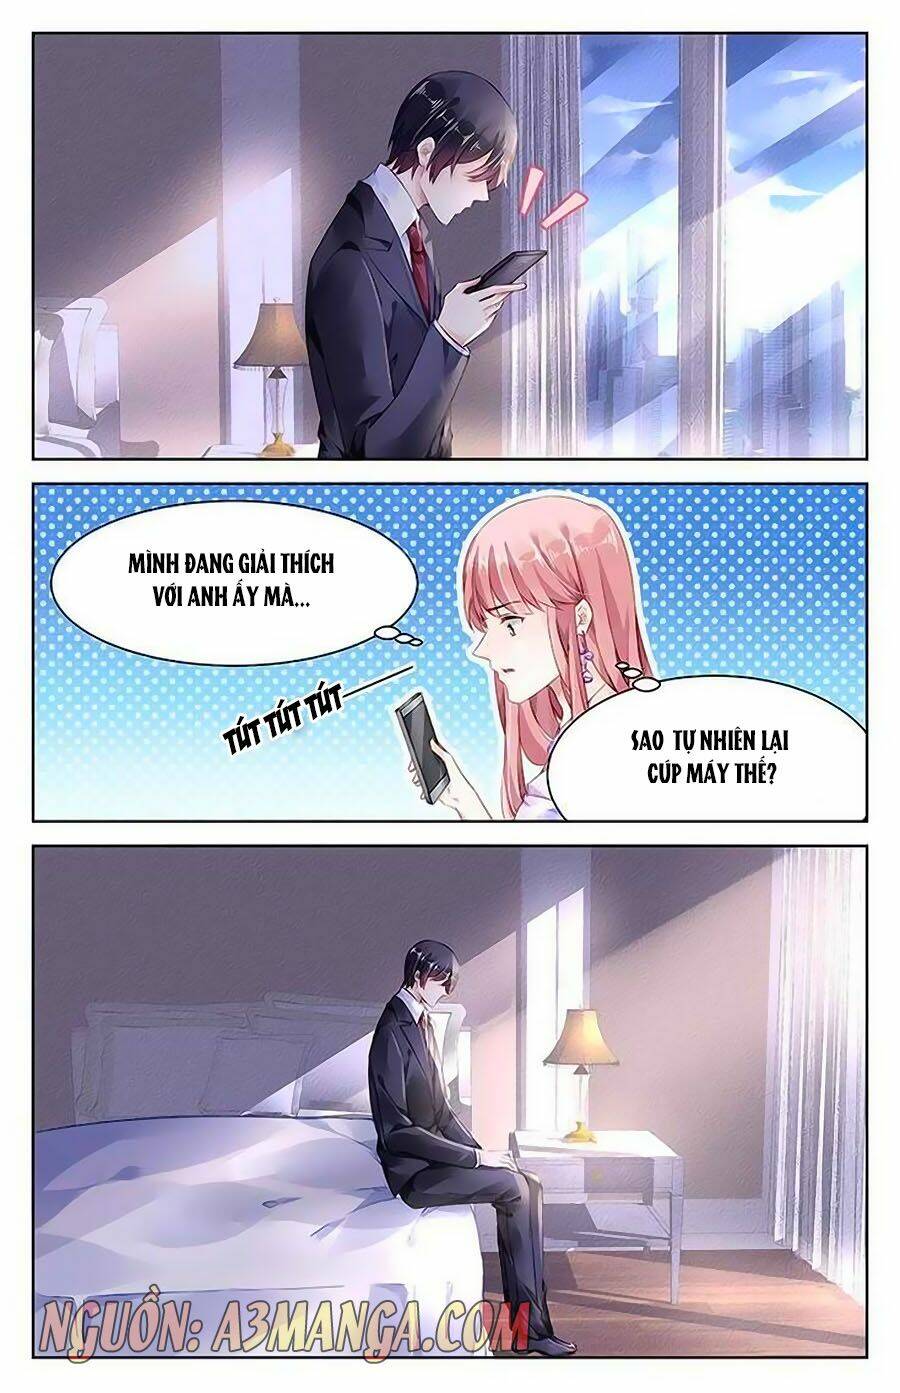 MÌNH ĐANG GIẢI THÍCH
VỚI ANH ẤY MÀ...
TÚT TÚT TÚT
SAO TỰ NHIÊN LẠI
CÚP MÁY THẾ?
NGUỒN: A3MANGA.COM